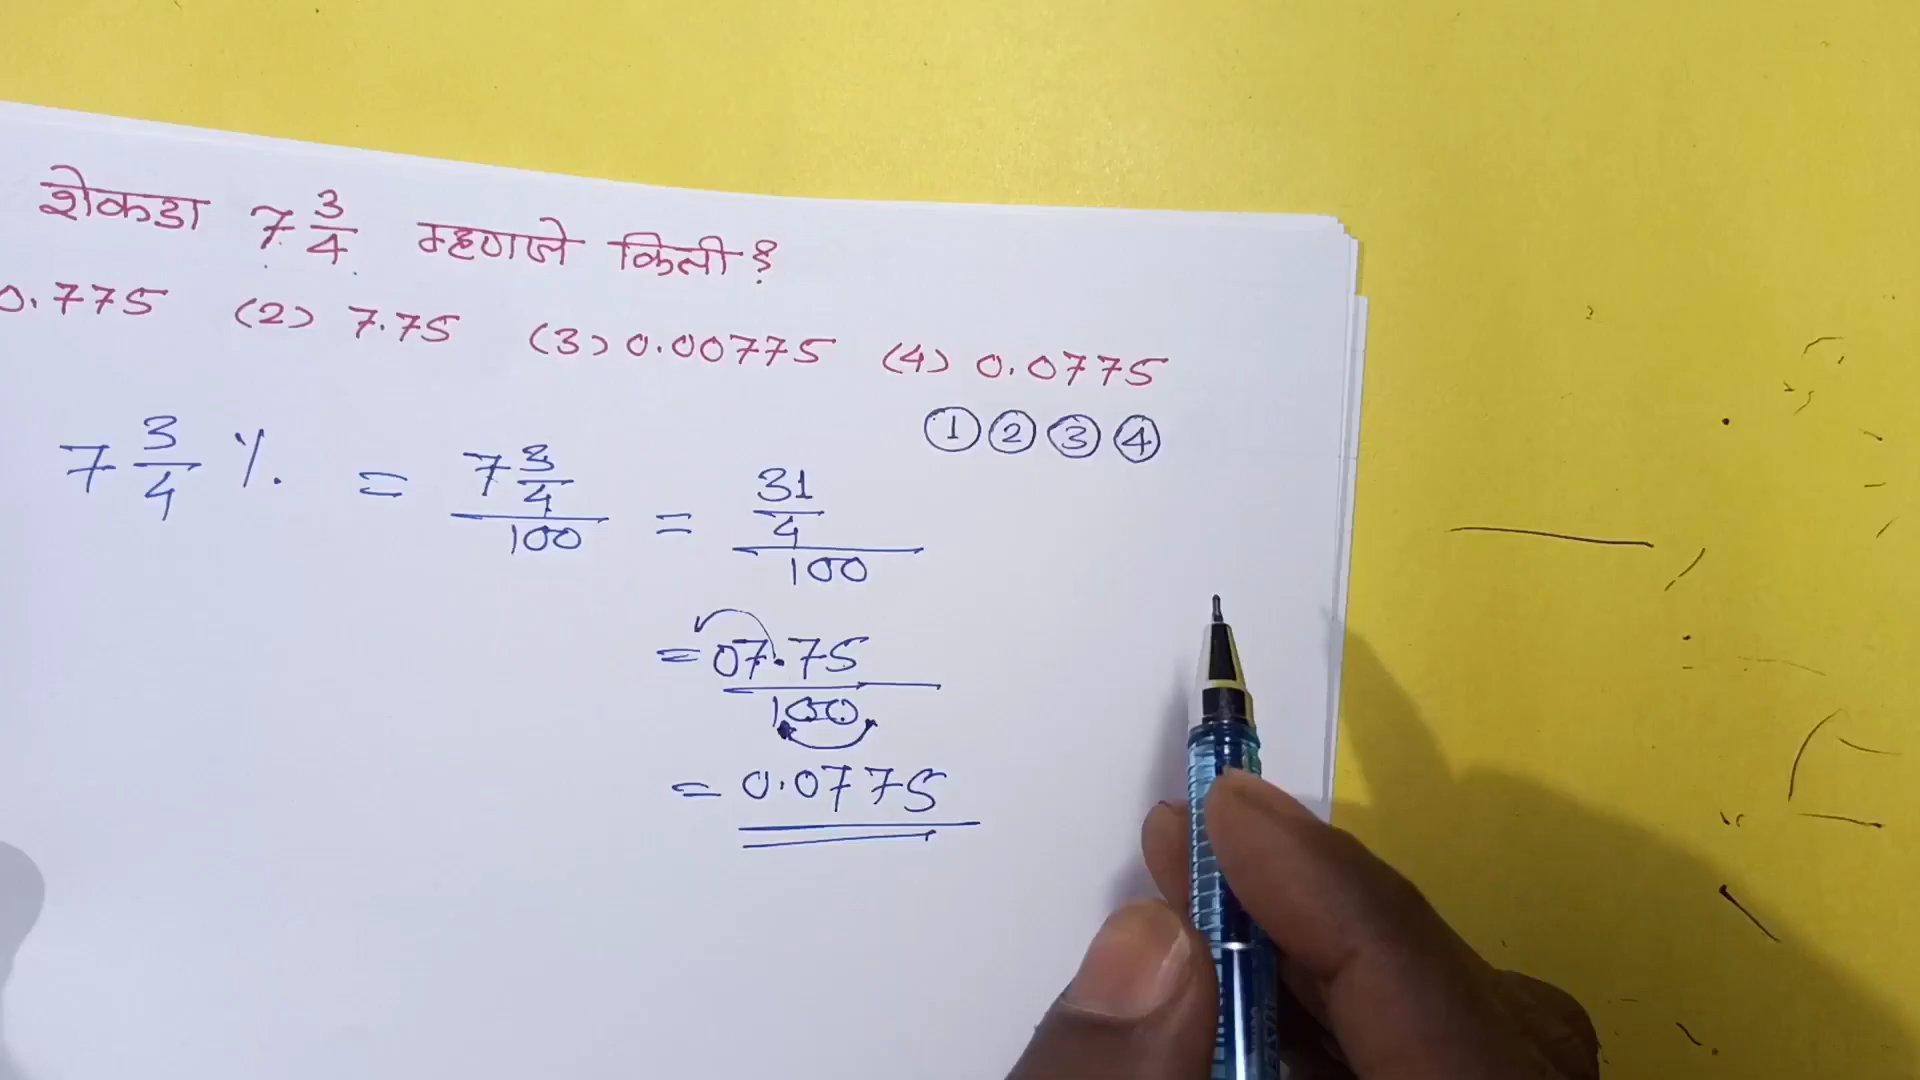 शेकडा 7 3/4 म्हणजे किती?
0.775 (2) 7.75 (3) 0.00775 (4) 0.0775
① ② ③ ④
7 3/4 %. = 7 3/4 / 100 = 31/4 / 100
= 07.75 / 100.
= 0.0775